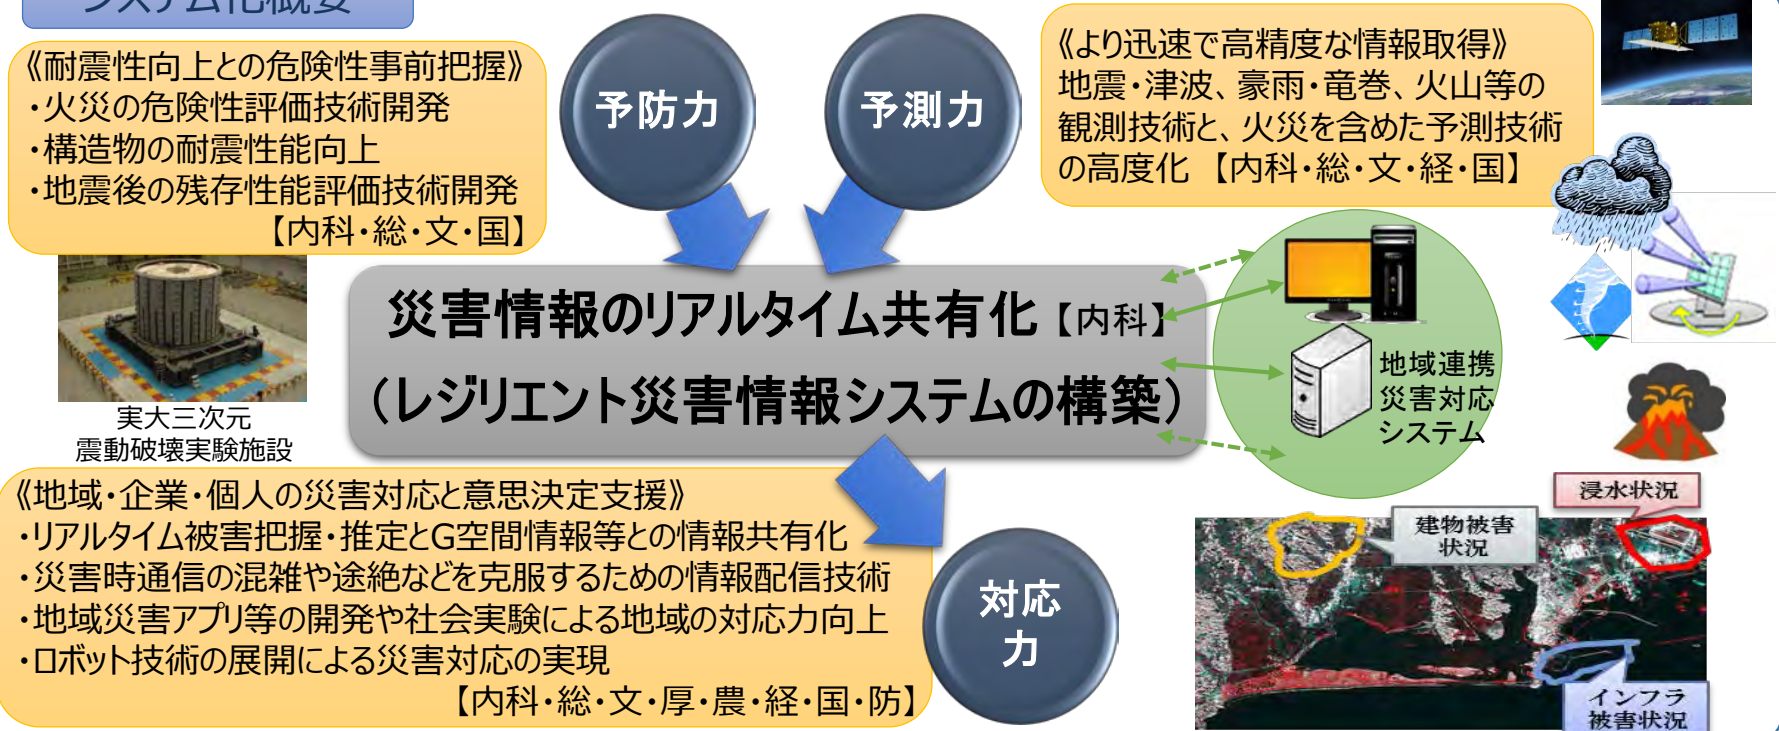 システム化概要
《耐震性向上との危険性事前把握》
・火災の危険性評価技術開発
・構造物の耐震性能向上
・地震後の残存性能評価技術開発
【内科・総・文・国】
予防力
予測力
《より迅速で高精度な情報取得》
地震・津波、豪雨・竜巻、火山等の
観測技術と、火災を含めた予測技術
の高度化 【内科・総・文・経・国】
実大三次元
震動破壊実験施設
災害情報のリアルタイム共有化【内科】
（レジリエント災害情報システムの構築）
地域連携
災害対応
システム
《地域・企業・個人の災害対応と意思決定支援》
・リアルタイム被害把握・推定とG空間情報等との情報共有化
・災害時通信の混雑や途絶などを克服するための情報配信技術
・地域災害アプリ等の開発や社会実験による地域の対応力向上
・ロボット技術の展開による災害対応の実現
【内科・総・文・厚・農・経・国・防】
対応
力
浸水状況
建物被害
状況
インフラ
被害状況